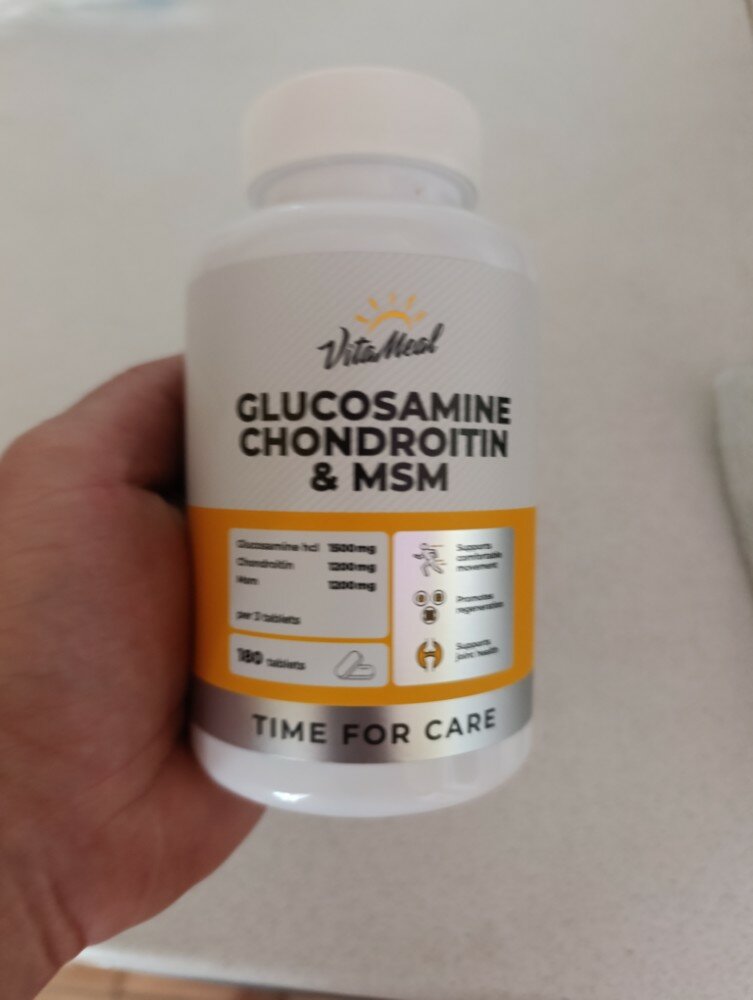 VitaMeal
GLUCOSAMINE
CHONDROITIN
& MSM
Glucosamine hcl 1500mg
Chondroitin 1200mg
Msm 1200mg
per 3 tablets
180 tablets
Supports
comfortable
movement
Promotes
regeneration
Supports
joint health
TIME FOR CARE